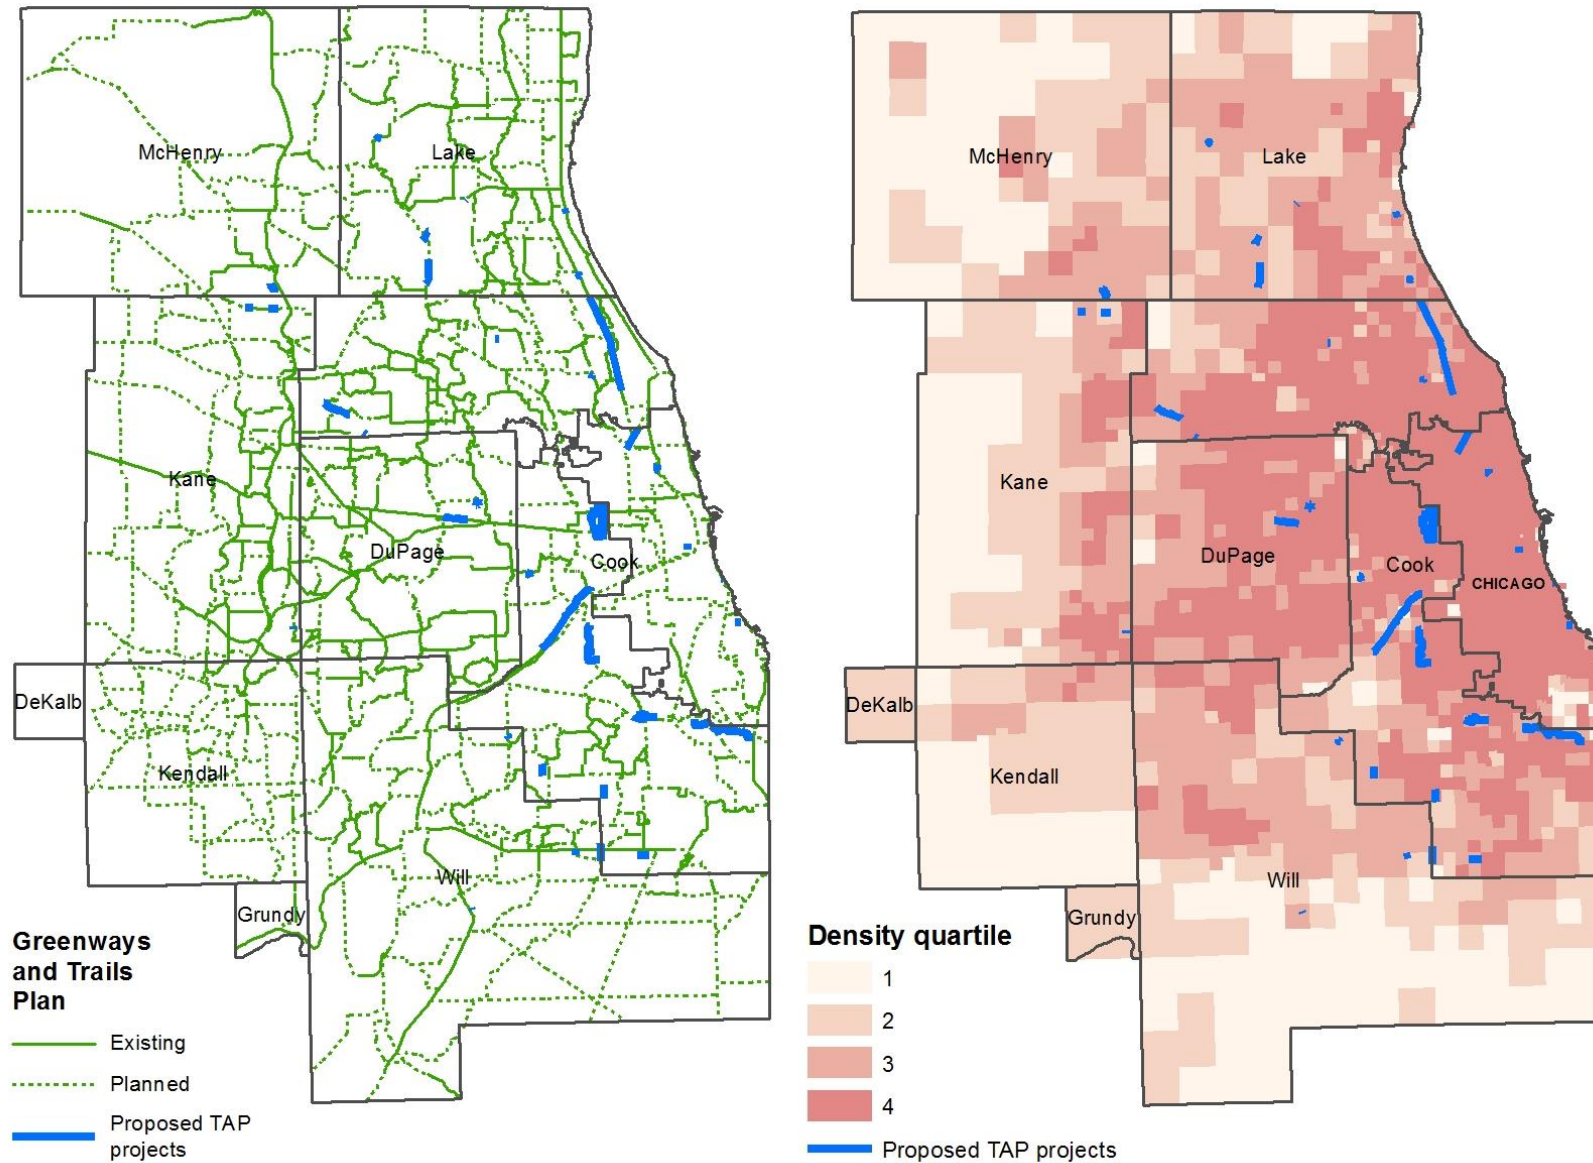 McHenry
Lake
Kane
DuPage
Cook
DeKalb
Kendall
Will
Grundy
Greenways
and Trails
Plan
Existing
Planned
Proposed TAP
projects
McHenry
Lake
Kane
DuPage
Cook
CHICAGO
DeKalb
Kendall
Will
Grundy
Density quartile
1
2
3
4
Proposed TAP projects